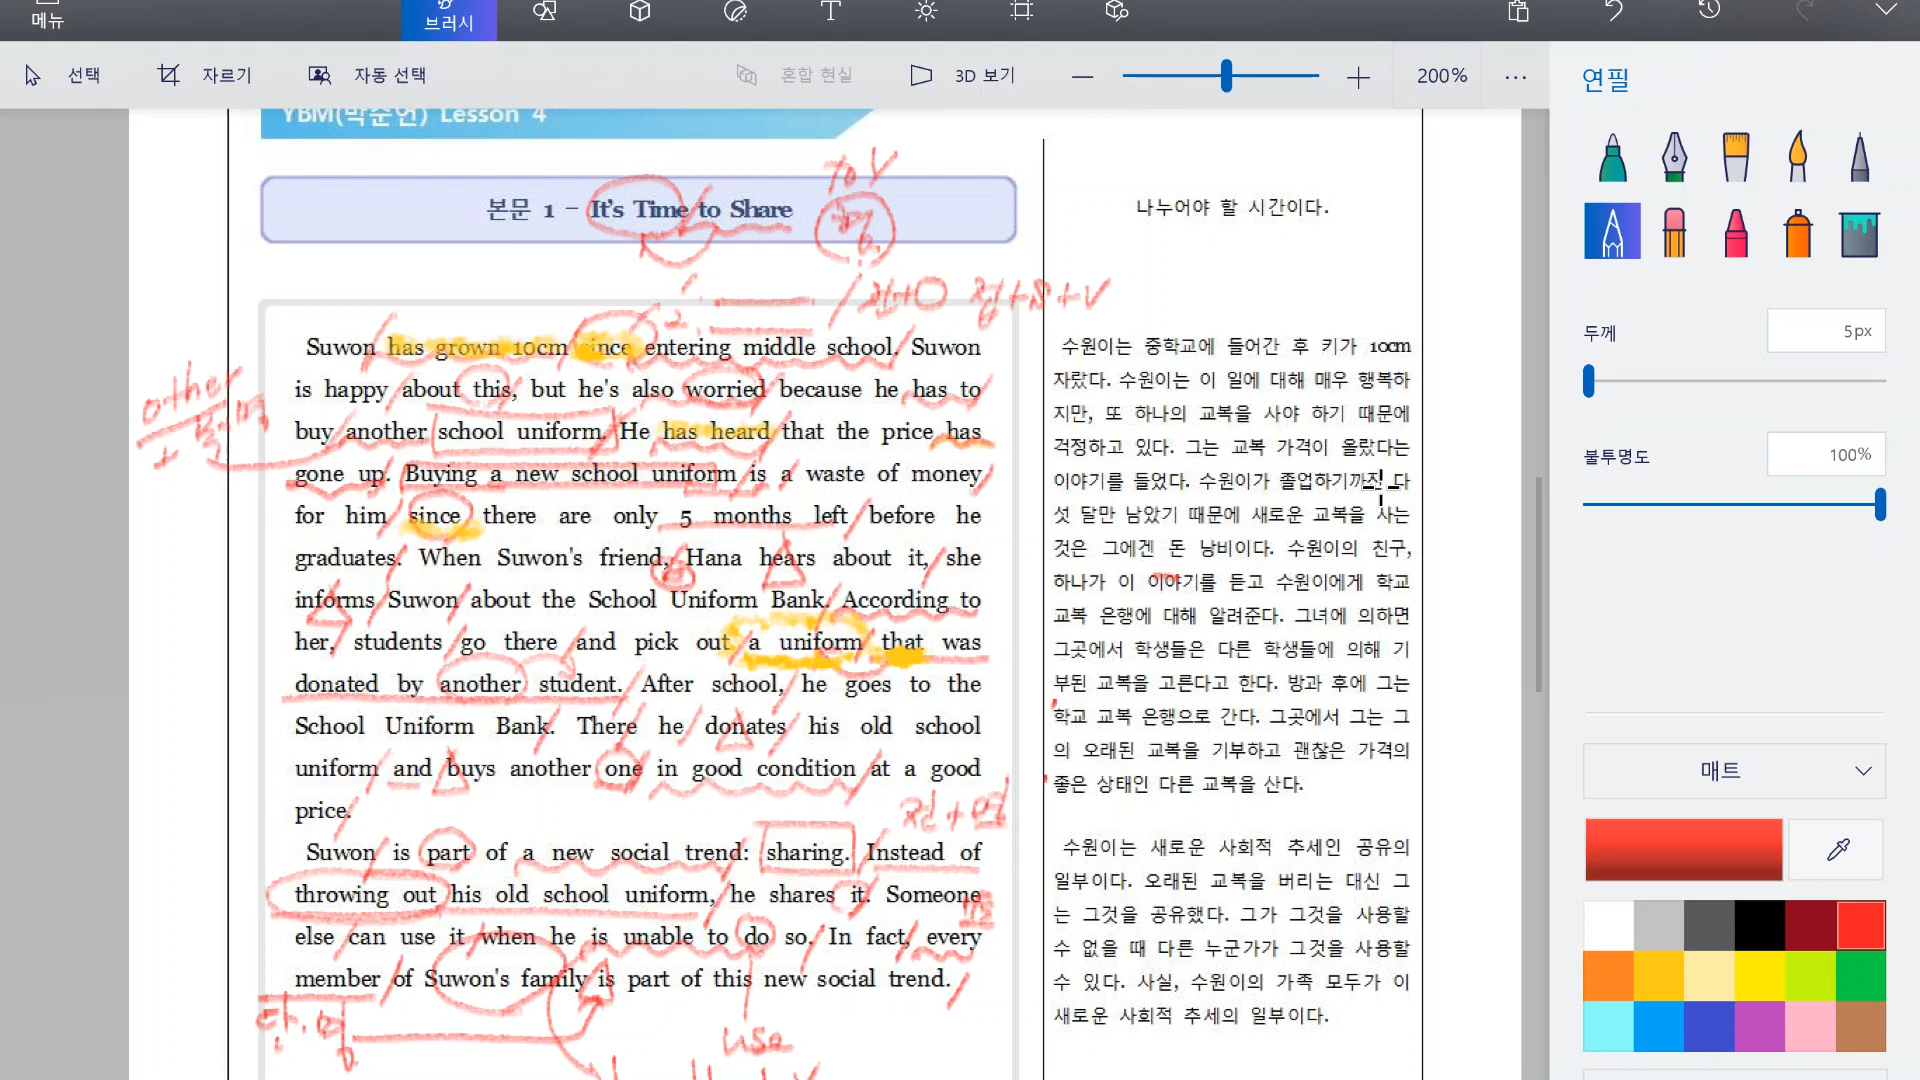 메뉴
브러시
선택
자르기
자동 선택
혼합 현실
3D 보기
200%
연필
YBM(박준언) Lesson 4
본문 1 - It's Time to Share
to V
나누어야 할 시간이다.
전+O 접+S+V
Suwon has grown 10cm since entering middle school. Suwon
is happy about this, but he's also worried because he has to
buy another school uniform. He has heard that the price has
gone up. Buying a new school uniform is a waste of money
for him since there are only 5 months left before he
graduates. When Suwon's friend, Hana hears about it, she
informs Suwon about the School Uniform Bank. According to
her, students go there and pick out a uniform that was
donated by another student. After school, he goes to the
School Uniform Bank. There he donates his old school
uniform and buys another one in good condition at a good
price.
other
전+명
Suwon is part of a new social trend: sharing. Instead of
throwing out his old school uniform, he shares it. Someone
else can use it when he is unable to do so. In fact, every
member of Suwon's family is part of this new social trend.
단.명
use
수원이는 중학교에 들어간 후 키가 10cm
자랐다. 수원이는 이 일에 대해 매우 행복하
지만, 또 하나의 교복을 사야 하기 때문에
걱정하고 있다. 그는 교복 가격이 올랐다는
이야기를 들었다. 수원이가 졸업하기까진 다
섯 달만 남았기 때문에 새로운 교복을 사는
것은 그에겐 돈 낭비이다. 수원이의 친구,
하나가 이 이야기를 듣고 수원이에게 학교
교복 은행에 대해 알려준다. 그녀에 의하면
그곳에서 학생들은 다른 학생들에 의해 기
부된 교복을 고른다고 한다. 방과 후에 그는
학교 교복 은행으로 간다. 그곳에서 그는 그
의 오래된 교복을 기부하고 괜찮은 가격의
좋은 상태인 다른 교복을 산다.
수원이는 새로운 사회적 추세인 공유의
일부이다. 오래된 교복을 버리는 대신 그
는 그것을 공유했다. 그가 그것을 사용할
수 없을 때 다른 누군가가 그것을 사용할
수 있다. 사실, 수원이의 가족 모두가 이
새로운 사회적 추세의 일부이다.
두께
5px
불투명도
100%
매트